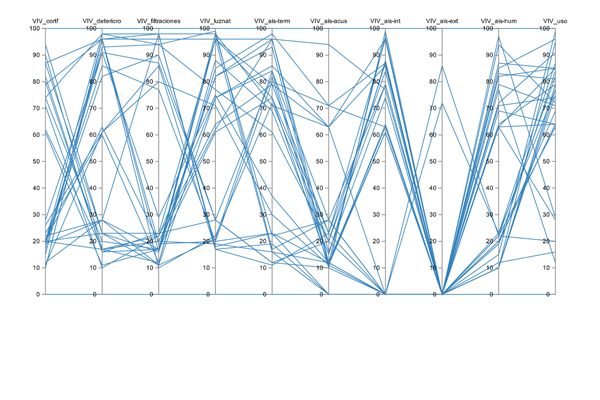 VIV_cortf VIV_deterioro VIV_filtraciones VIV_luznat VIV_ais-term VIV_ais-acus VIV_ais-int VIV_ais-ext VIV_ais-hum VIV_uso
100 100 100 100 100 100 100 100 100 100
90 90 90 90 90 90 90 90 90 90
80 80 80 80 80 80 80 80 80 80
70 70 70 70 70 70 70 70 70 70
60 60 60 60 60 60 60 60 60 60
50 50 50 50 50 50 50 50 50 50
40 40 40 40 40 40 40 40 40 40
30 30 30 30 30 30 30 30 30 30
20 20 20 20 20 20 20 20 20 20
10 10 10 10 10 10 10 10 10 10
0 0 0 0 0 0 0 0 0 0